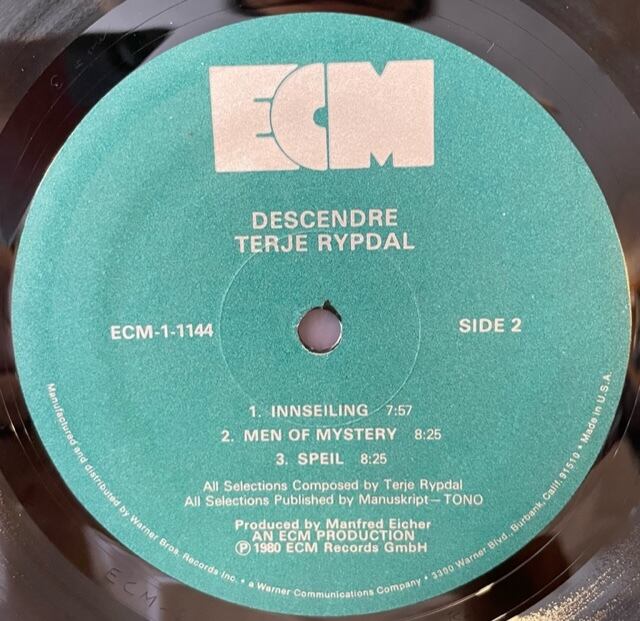 ECM
DESCENDRE
TERJE RYPDAL
ECM-1-1144
SIDE 2
1. INNSEILING 7:57
2. MEN OF MYSTERY 8:25
3. SPEIL 8:25
All Selections Composed by Terje Rypdal
All Selections Published by Manuskript—TONO
Produced by Manfred Eicher
AN ECM PRODUCTION
℗ 1980 ECM Records GmbH
Manufactured and distributed by Warner Bros. Records Inc. • a Warner Communications Company • 3300 Warner Blvd., Burbank, Calif. 91510 • Made in U.S.A.
ECM-